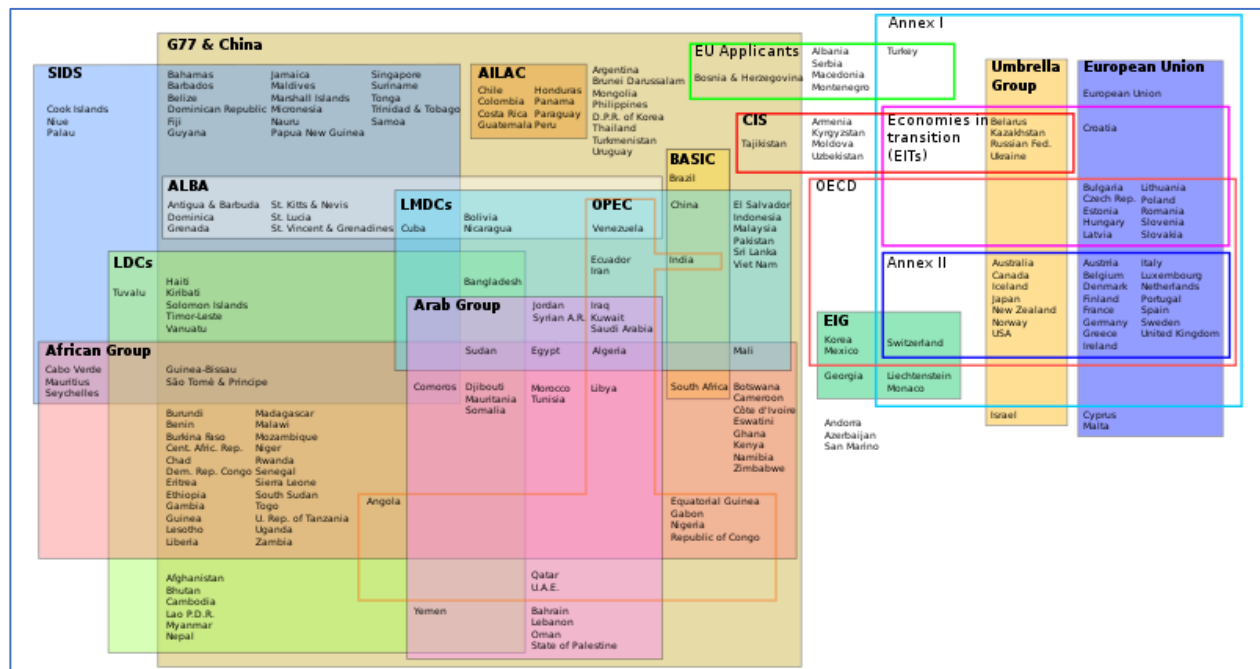 G77 & China
SIDS
Cook Islands
Niue
Palau
Bahamas
Barbados
Belize
Dominican Republic
Fiji
Guyana
Jamaica
Maldives
Marshall Islands
Micronesia
Nauru
Papua New Guinea
Singapore
Suriname
Tonga
Trinidad & Tobago
Samoa
AILAC
Chile
Colombia
Costa Rica
Guatemala
Honduras
Panama
Paraguay
Peru
Argentina
Brunei Darussalam
Mongolia
Philippines
D.P.R. of Korea
Thailand
Turkmenistan
Uruguay
EU Applicants
Bosnia & Herzegovina
Albania
Serbia
Macedonia
Montenegro
Annex I
Turkey
Umbrella
Group
European Union
European Union
CIS
Tajikistan
Armenia
Kyrgyzstan
Moldova
Uzbekistan
Economies in
transition
(EITs)
Belarus
Kazakhstan
Russian Fed.
Ukraine
Croatia
BASIC
Brazil
China
India
South Africa
OECD
Bulgaria
Czech Rep.
Estonia
Hungary
Latvia
Lithuania
Poland
Romania
Slovenia
Slovakia
ALBA
Antigua & Barbuda
Dominica
Grenada
St. Kitts & Nevis
St. Lucia
St. Vincent & Grenadines
LMDCs
Cuba
Bolivia
Nicaragua
OPEC
Venezuela
Ecuador
Iran
El Salvador
Indonesia
Malaysia
Pakistan
Sri Lanka
Viet Nam
LDCs
Tuvalu
Haiti
Kiribati
Solomon Islands
Timor-Leste
Vanuatu
Bangladesh
Arab Group
Jordan
Syrian A.R.
Iraq
Kuwait
Saudi Arabia
Annex II
Australia
Canada
Iceland
Japan
New Zealand
Norway
USA
Austrria
Belgium
Denmark
Finland
France
Germany
Greece
Ireland
Italy
Luxembourg
Netherlands
Portugal
Spain
Sweden
United Kingdom
EIG
Korea
Mexico
Switzerland
Georgia
Liechtenstein
Monaco
African Group
Cabo Verde
Mauritius
Seychelles
Guinea-Bissau
São Tomé & Principe
Sudan
Egypt
Algeria
Mali
Comoros
Djibouti
Mauritania
Somalia
Morocco
Tunisia
Libya
Botswana
Cameroon
Côte d'Ivoire
Eswatini
Ghana
Kenya
Namibia
Zimbabwe
Andorra
Azerbaijan
San Marino
Israel
Cyprus
Malta
Burundi
Benin
Burkina Faso
Cent. Afric. Rep.
Chad
Dem. Rep. Congo
Eritrea
Ethiopia
Gambia
Guinea
Lesotho
Liberia
Madagascar
Malawi
Mozambique
Niger
Rwanda
Senegal
Sierra Leone
South Sudan
Togo
U. Rep. of Tanzania
Uganda
Zambia
Angola
Equatorial Guinea
Gabon
Nigeria
Republic of Congo
Afghanistan
Bhutan
Cambodia
Lao P.D.R.
Myanmar
Nepal
Yemen
Qatar
U.A.E.
Bahrain
Lebanon
Oman
State of Palestine